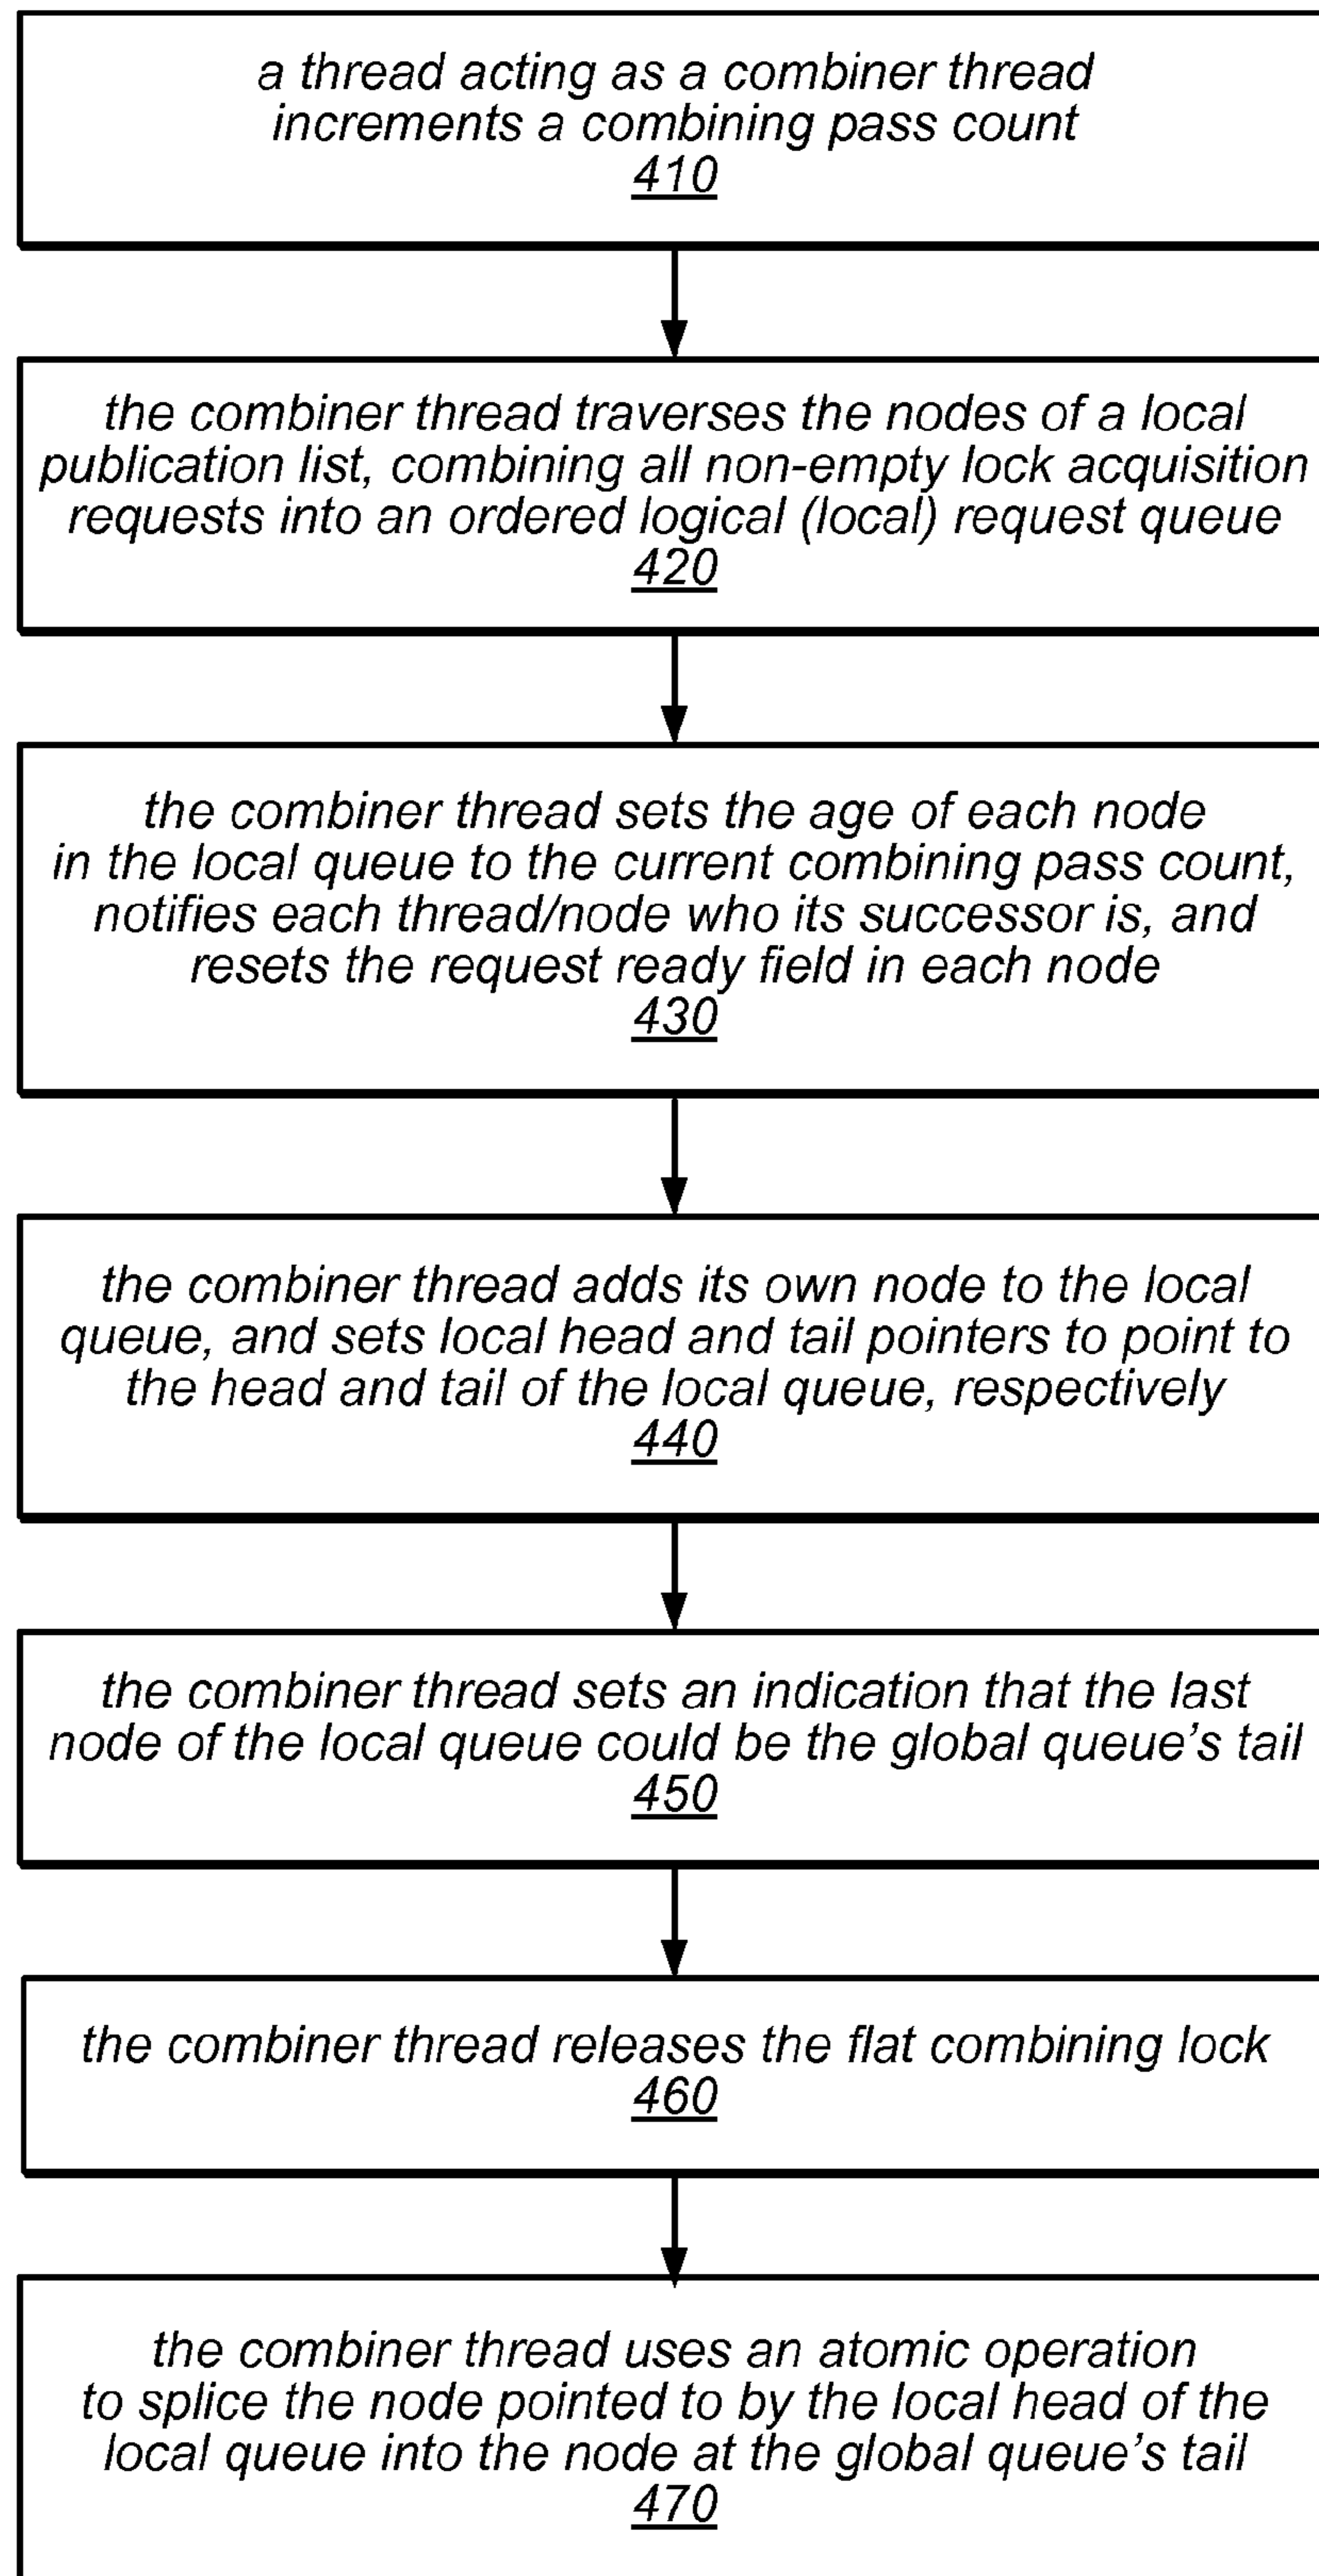 a thread acting as a combiner thread
increments a combining pass count
410
the combiner thread traverses the nodes of a local
publication list, combining all non-empty lock acquisition
requests into an ordered logical (local) request queue
420
the combiner thread sets the age of each node
in the local queue to the current combining pass count,
notifies each thread/node who its successor is, and
resets the request ready field in each node
430
the combiner thread adds its own node to the local
queue, and sets local head and tail pointers to point to
the head and tail of the local queue, respectively
440
the combiner thread sets an indication that the last
node of the local queue could be the global queue's tail
450
the combiner thread releases the flat combining lock
460
the combiner thread uses an atomic operation
to splice the node pointed to by the local head of the
local queue into the node at the global queue's tail
470